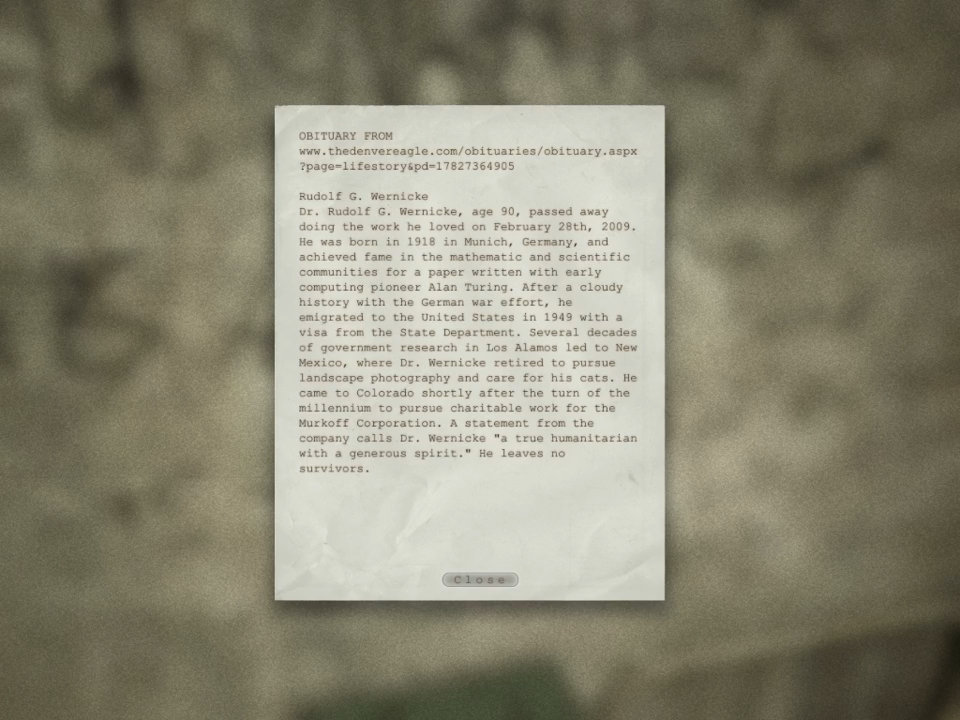 OBITUARY FROM
www.thedenvereagle.com/obituaries/obituary.aspx
?page=lifestory&pd=17827364905
Rudolf G. Wernicke
Dr. Rudolf G. Wernicke, age 90, passed away
doing the work he loved on February 28th, 2009.
He was born in 1918 in Munich, Germany, and
achieved fame in the mathematic and scientific
communities for a paper written with early
computing pioneer Alan Turing. After a cloudy
history with the German war effort, he
emigrated to the United States in 1949 with a
visa from the State Department. Several decades
of government research in Los Alamos led to New
Mexico, where Dr. Wernicke retired to pursue
landscape photography and care for his cats. He
came to Colorado shortly after the turn of the
millennium to pursue charitable work for the
Murkoff Corporation. A statement from the
company calls Dr. Wernicke "a true humanitarian
with a generous spirit." He leaves no
survivors.
Close